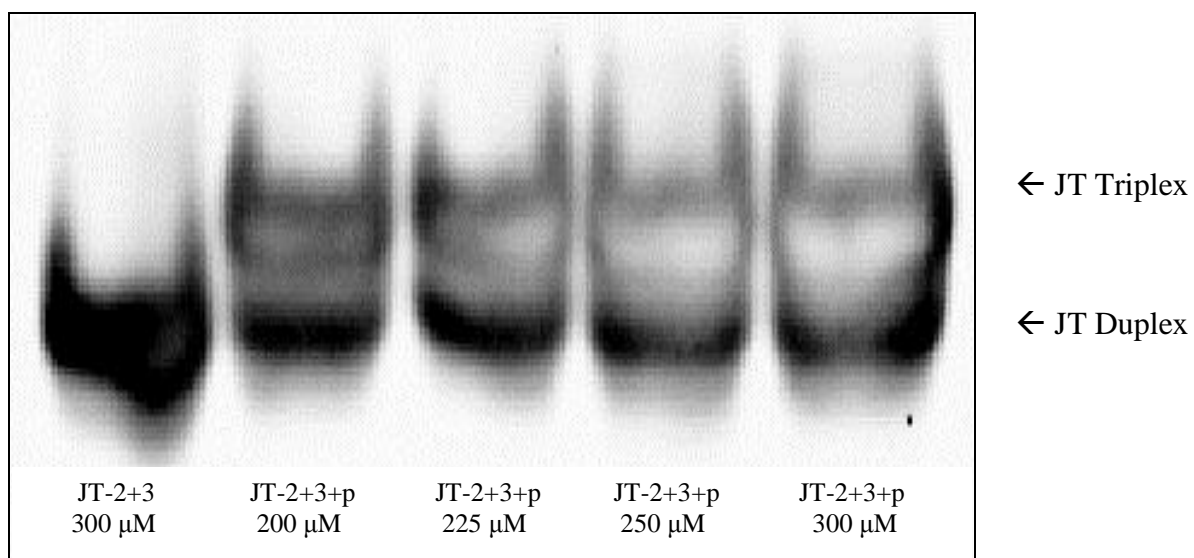 ← JT Triplex
← JT Duplex
JT-2+3 JT-2+3+p JT-2+3+p JT-2+3+p JT-2+3+p
300 μM 200 μM 225 μM 250 μM 300 μM